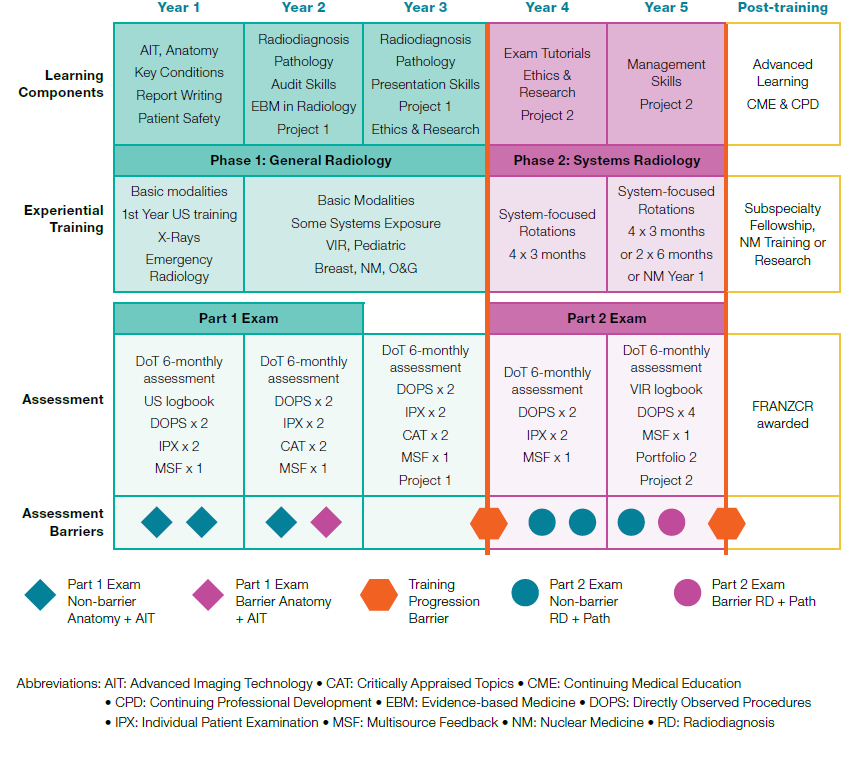 Year 1
Year 2
Year 3
Year 4
Year 5
Post-training
Learning
Components
AIT, Anatomy
Key Conditions
Report Writing
Patient Safety
Radiodiagnosis
Pathology
Audit Skills
EBM in Radiology
Project 1
Radiodiagnosis
Pathology
Presentation Skills
Project 1
Ethics & Research
Exam Tutorials
Ethics &
Research
Project 2
Management
Skills
Project 2
Advanced
Learning
CME & CPD
Phase 1: General Radiology
Phase 2: Systems Radiology
Experiential
Training
Basic modalities
1st Year US training
X-Rays
Emergency
Radiology
Basic Modalities
Some Systems Exposure
VIR, Pediatric
Breast, NM, O&G
System-focused
Rotations
4 x 3 months
System-focused
Rotations
4 x 3 months
or 2 x 6 months
or NM Year 1
Subspecialty
Fellowship,
NM Training or
Research
Part 1 Exam
Part 2 Exam
Assessment
DoT 6-monthly
assessment
US logbook
DOPS x 2
IPX x 2
MSF x 1
DoT 6-monthly
assessment
DOPS x 2
IPX x 2
CAT x 2
MSF x 1
DoT 6-monthly
assessment
DOPS x 2
IPX x 2
CAT x 2
MSF x 1
Project 1
DoT 6-monthly
assessment
DOPS x 2
IPX x 2
MSF x 1
DoT 6-monthly
assessment
VIR logbook
DOPS x 4
MSF x 1
Portfolio 2
Project 2
FRANZCR
awarded
Assessment
Barriers
Part 1 Exam
Non-barrier
Anatomy + AIT
Part 1 Exam
Barrier Anatomy
+ AIT
Training
Progression
Barrier
Part 2 Exam
Non-barrier
RD + Path
Part 2 Exam
Barrier RD + Path
Abbreviations: AIT: Advanced Imaging Technology • CAT: Critically Appraised Topics • CME: Continuing Medical Education
• CPD: Continuing Professional Development • EBM: Evidence-based Medicine • DOPS: Directly Observed Procedures
• IPX: Individual Patient Examination • MSF: Multisource Feedback • NM: Nuclear Medicine • RD: Radiodiagnosis